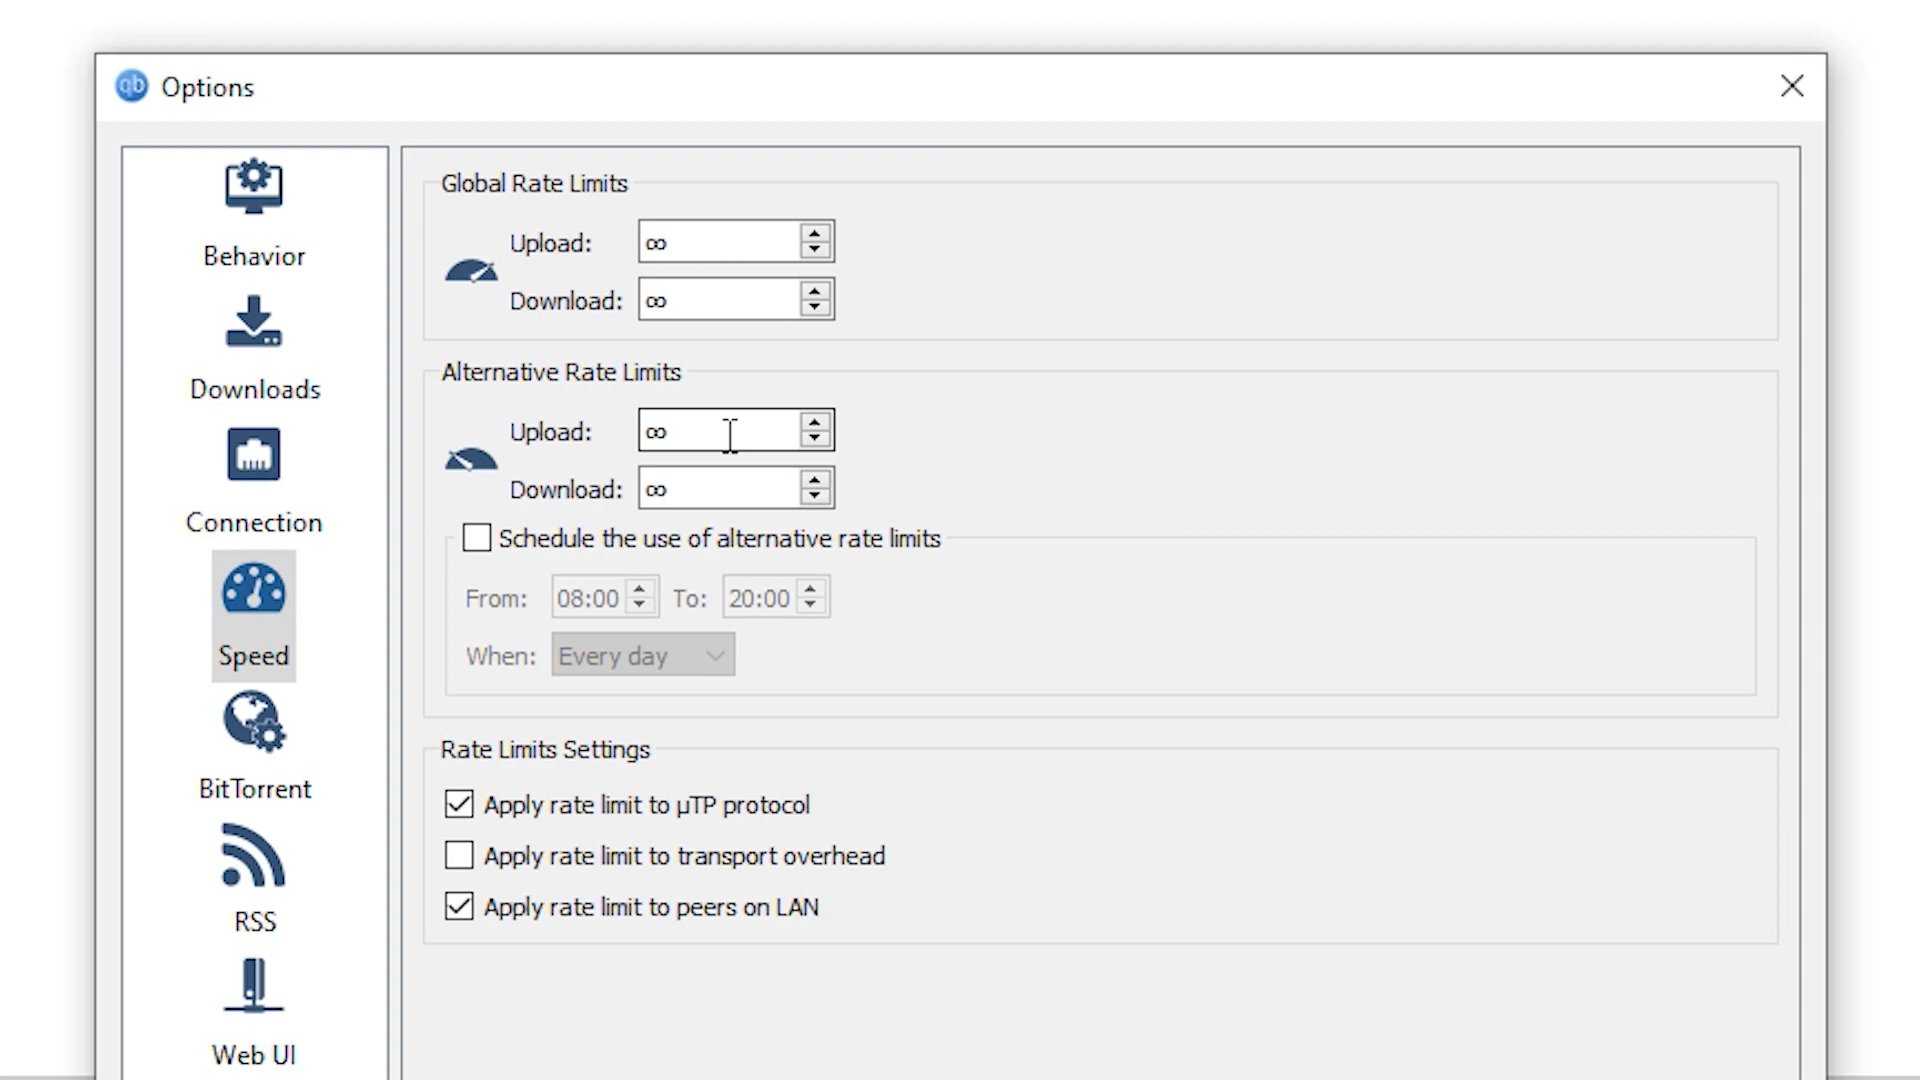 qb Options
Behavior
Downloads
Connection
Speed
BitTorrent
RSS
Web UI
Global Rate Limits
Upload: ∞
Download: ∞
Alternative Rate Limits
Upload: ∞
Download: ∞
Schedule the use of alternative rate limits
From: 08:00 To: 20:00
When: Every day
Rate Limits Settings
Apply rate limit to µTP protocol
Apply rate limit to transport overhead
Apply rate limit to peers on LAN